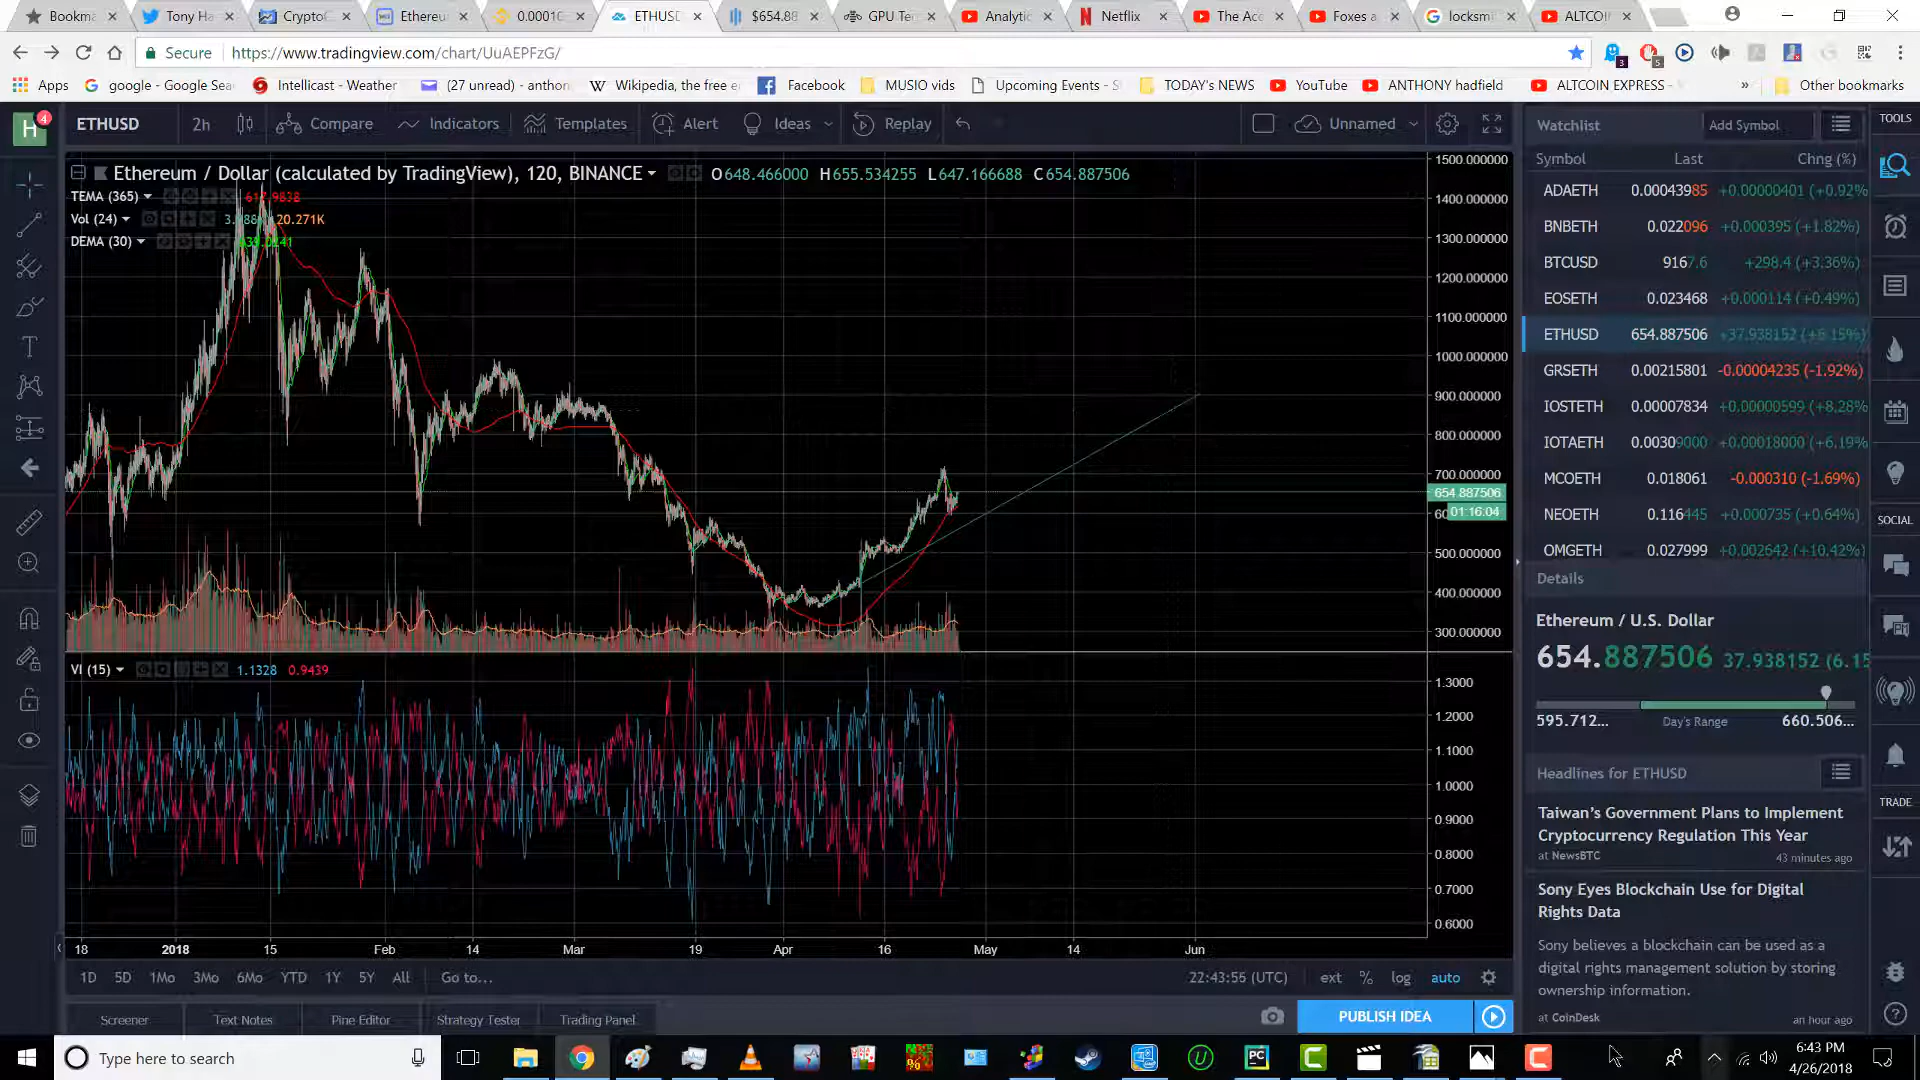 Bookma
Tony Ha
Crypto
Ethereu
0.0001
ETHUSD
$654.88
GPU Te
Analytic
Netflix
The Acc
Foxes a
locksm
ALTCOI
Secure
https://www.tradingview.com/chart/UuAEPFzG/
3
5
Apps
google - Google Sea
Intellicast - Weather
(27 unread) - anthon
Wikipedia, the free e
Facebook
MUSIO vids
Upcoming Events - S
TODAY's NEWS
YouTube
ANTHONY hadfield
ALTCOIN EXPRESS -
»
Other bookmarks
H
4
ETHUSD
2h
Compare
Indicators
Templates
Alert
Ideas
Replay
Unnamed
Watchlist
Add Symbol
TOOLS
Ethereum / Dollar (calculated by TradingView), 120, BINANCE
O648.466000 H655.534255 L647.166688 C654.887506
TEMA (365)
Vol (24)
20.271K
DEMA (30)
1500.000000
1400.000000
1300.000000
1200.000000
1100.000000
1000.000000
900.000000
800.000000
700.000000
654.887506
01:16:04
500.000000
400.000000
300.000000
VI (15)
1.1328 0.9439
1.3000
1.2000
1.1000
1.0000
0.9000
0.8000
0.7000
0.6000
18
2018
15
Feb
14
Mar
19
Apr
16
May
14
Jun
1D
5D
1Mo
3Mo
6Mo
YTD
1Y
5Y
All
Go to...
22:43:55 (UTC)
ext
%
log
auto
Screener
Text Notes
Pine Editor
Strategy Tester
Trading Panel
PUBLISH IDEA
Symbol Last Chng (%)
ADAETH 0.00043985 +0.00000401 (+0.92%
BNBETH 0.022096 +0.000395 (+1.82%)
BTCUSD 9167.6 +298.4 (+3.36%)
EOSETH 0.023468 +0.000114 (+0.49%)
ETHUSD 654.887506 +37.938152 (+6.15%)
GRSETH 0.00215801 -0.00004235 (-1.92%)
IOSTETH 0.00007834 +0.00000599 (+8.28%
IOTAETH 0.00309000 +0.00018000 (+6.19%
MCOETH 0.018061 -0.000310 (-1.69%)
NEOETH 0.116445 +0.000735 (+0.64%)
OMGETH 0.027999 +0.002642 (+10.42%)
SOCIAL
TRADE
Details
Ethereum / U.S. Dollar
654.887506 37.938152 (6.15
595.712... Day's Range 660.506...
Headlines for ETHUSD
Taiwan's Government Plans to Implement
Cryptocurrency Regulation This Year
at NewsBTC 43 minutes ago
Sony Eyes Blockchain Use for Digital
Rights Data
Sony believes a blockchain can be used as a
digital rights management solution by storing
ownership information.
at CoinDesk an hour ago
Type here to search
6:43 PM
4/26/2018